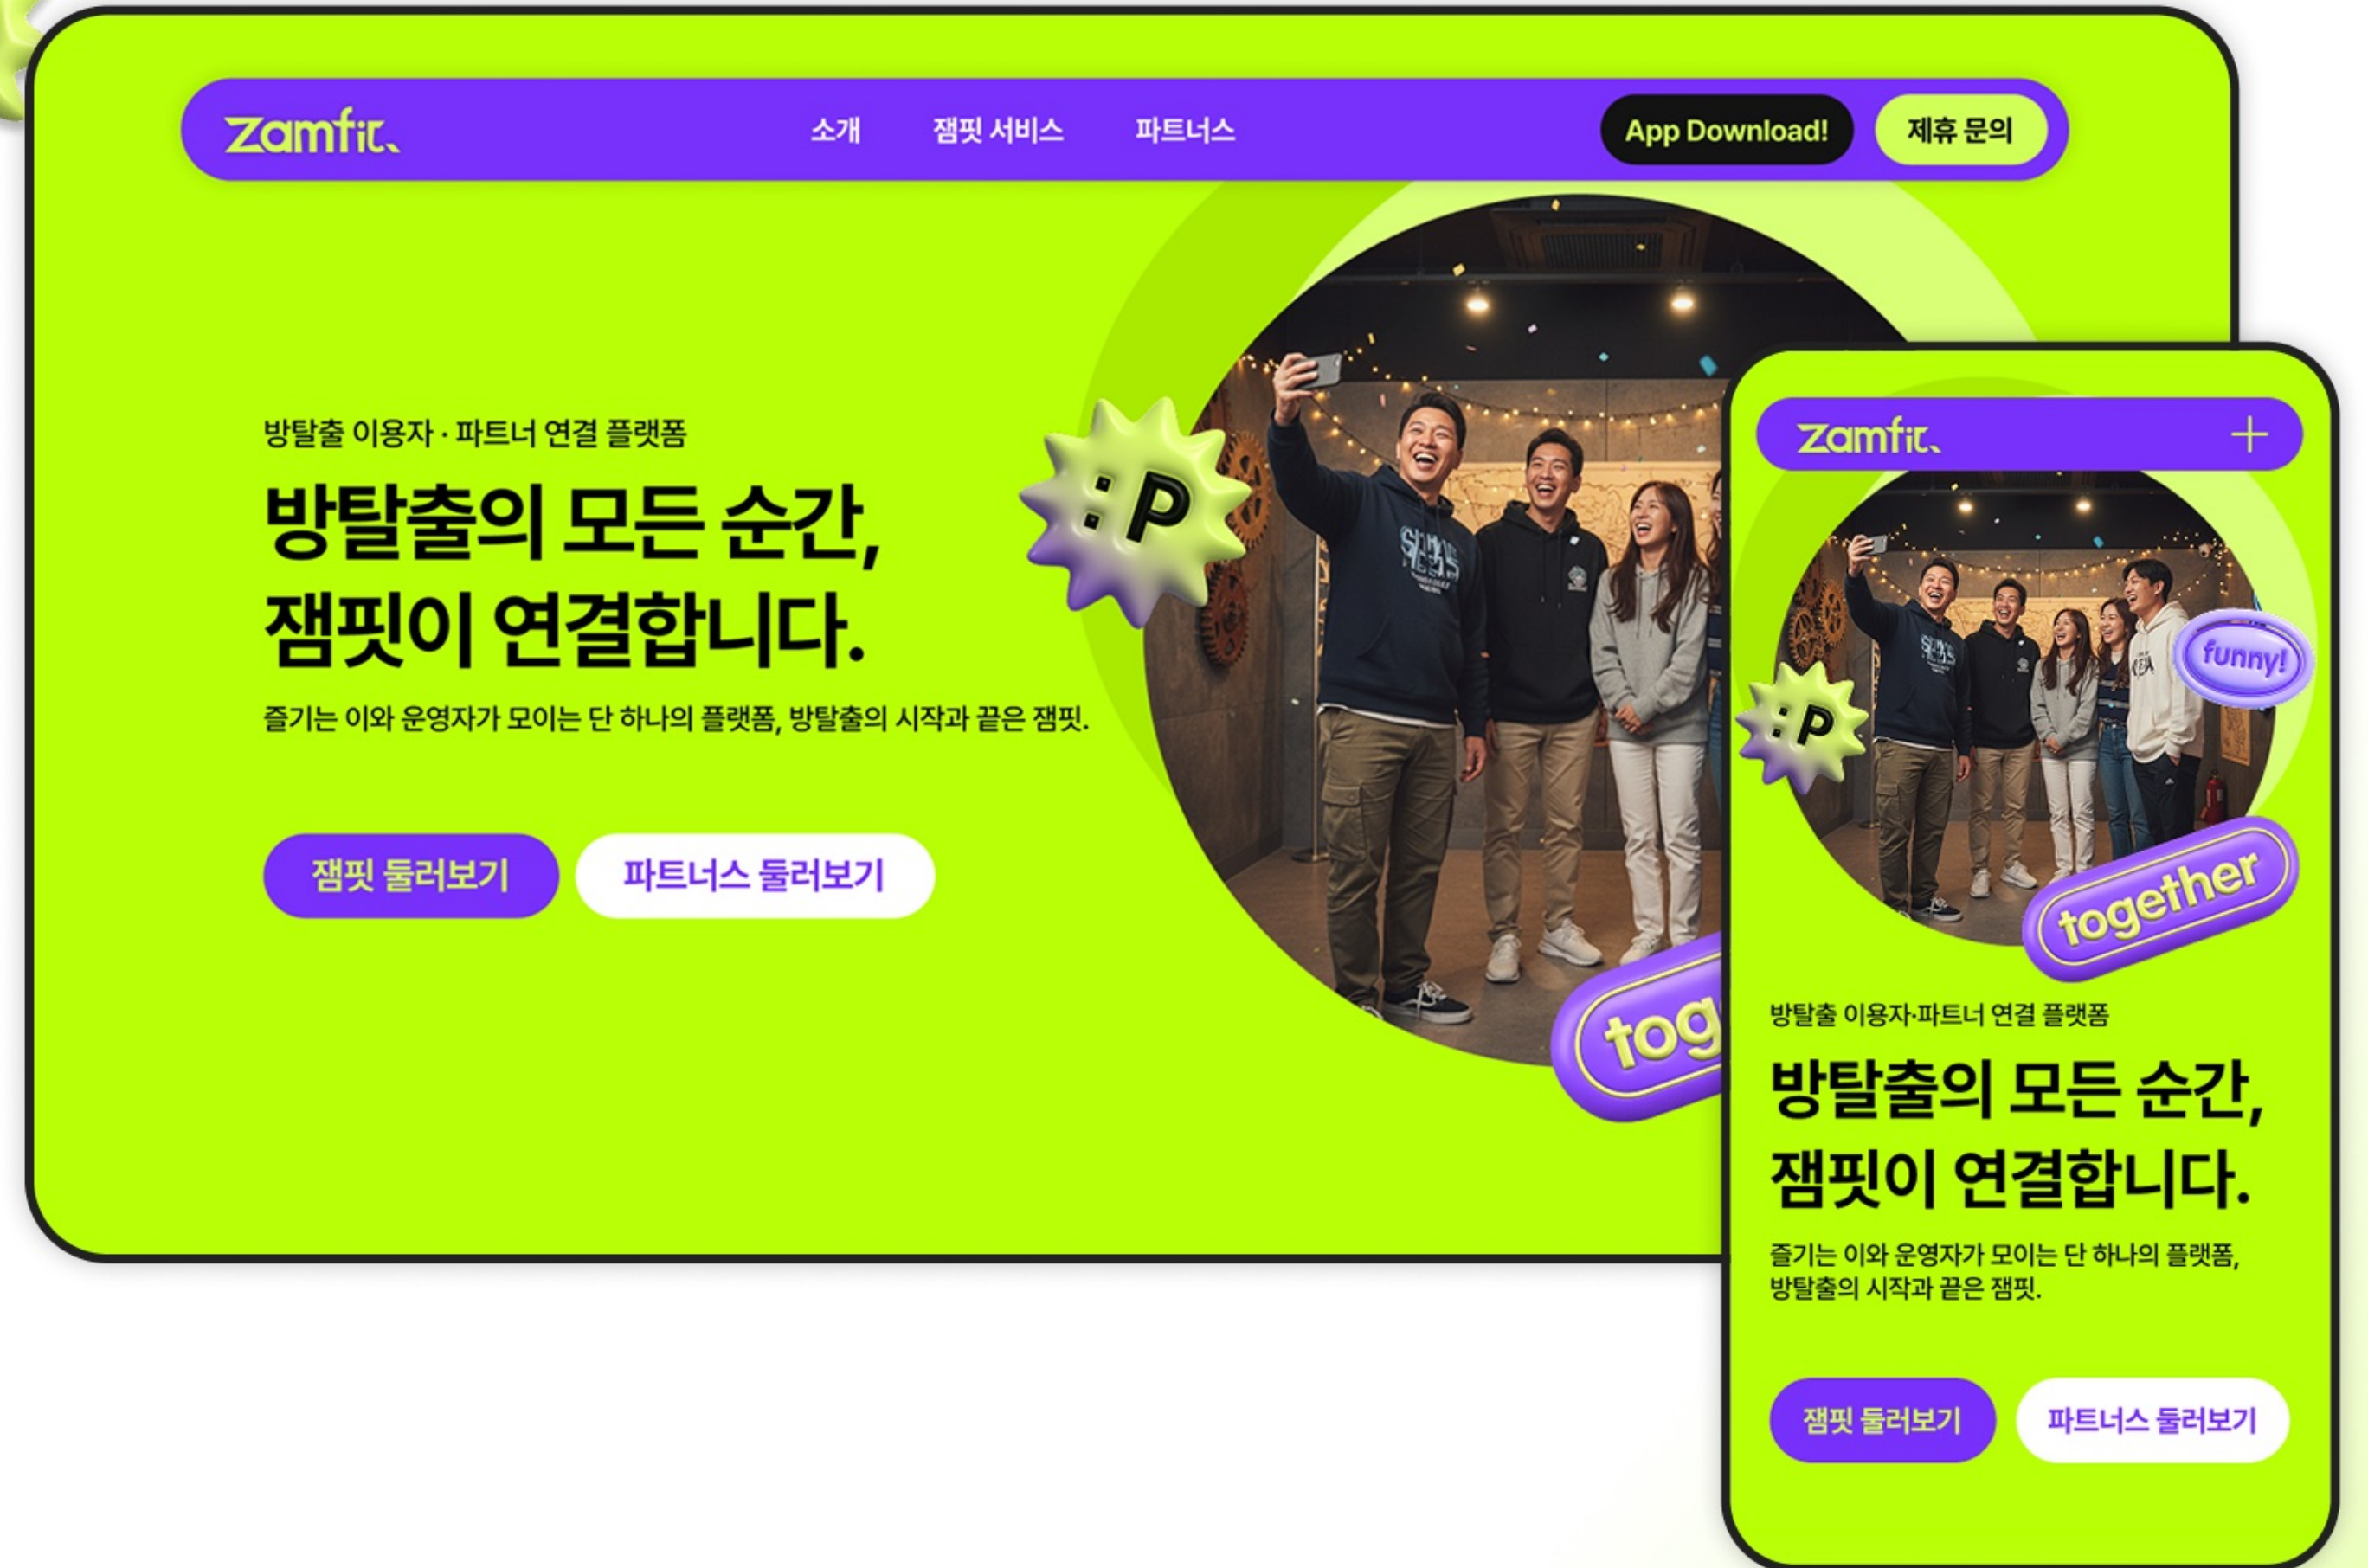 Zamfit
소개
잼핏 서비스
파트너스
App Download!
제휴 문의
방탈출 이용자 · 파트너 연결 플랫폼
방탈출의 모든 순간,
잼핏이 연결합니다.
즐기는 이와 운영자가 모이는 단 하나의 플랫폼, 방탈출의 시작과 끝은 잼핏.
잼핏 둘러보기
파트너스 둘러보기
:P
tog
Zamfit
:P
funny!
together
방탈출 이용자·파트너 연결 플랫폼
방탈출의 모든 순간,
잼핏이 연결합니다.
즐기는 이와 운영자가 모이는 단 하나의 플랫폼,
방탈출의 시작과 끝은 잼핏.
잼핏 둘러보기
파트너스 둘러보기